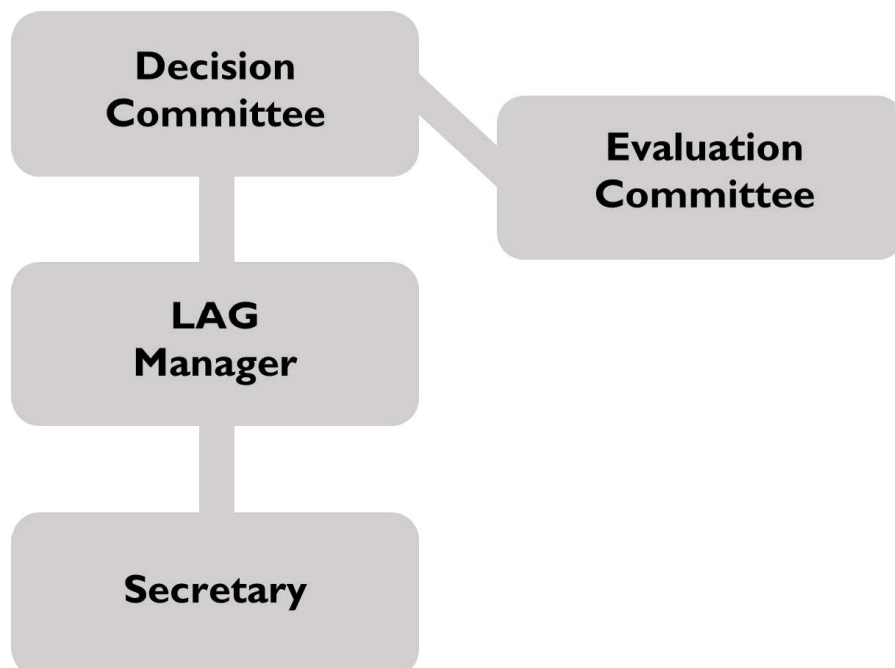 Decision
Committee
Evaluation
Committee
LAG
Manager
Secretary